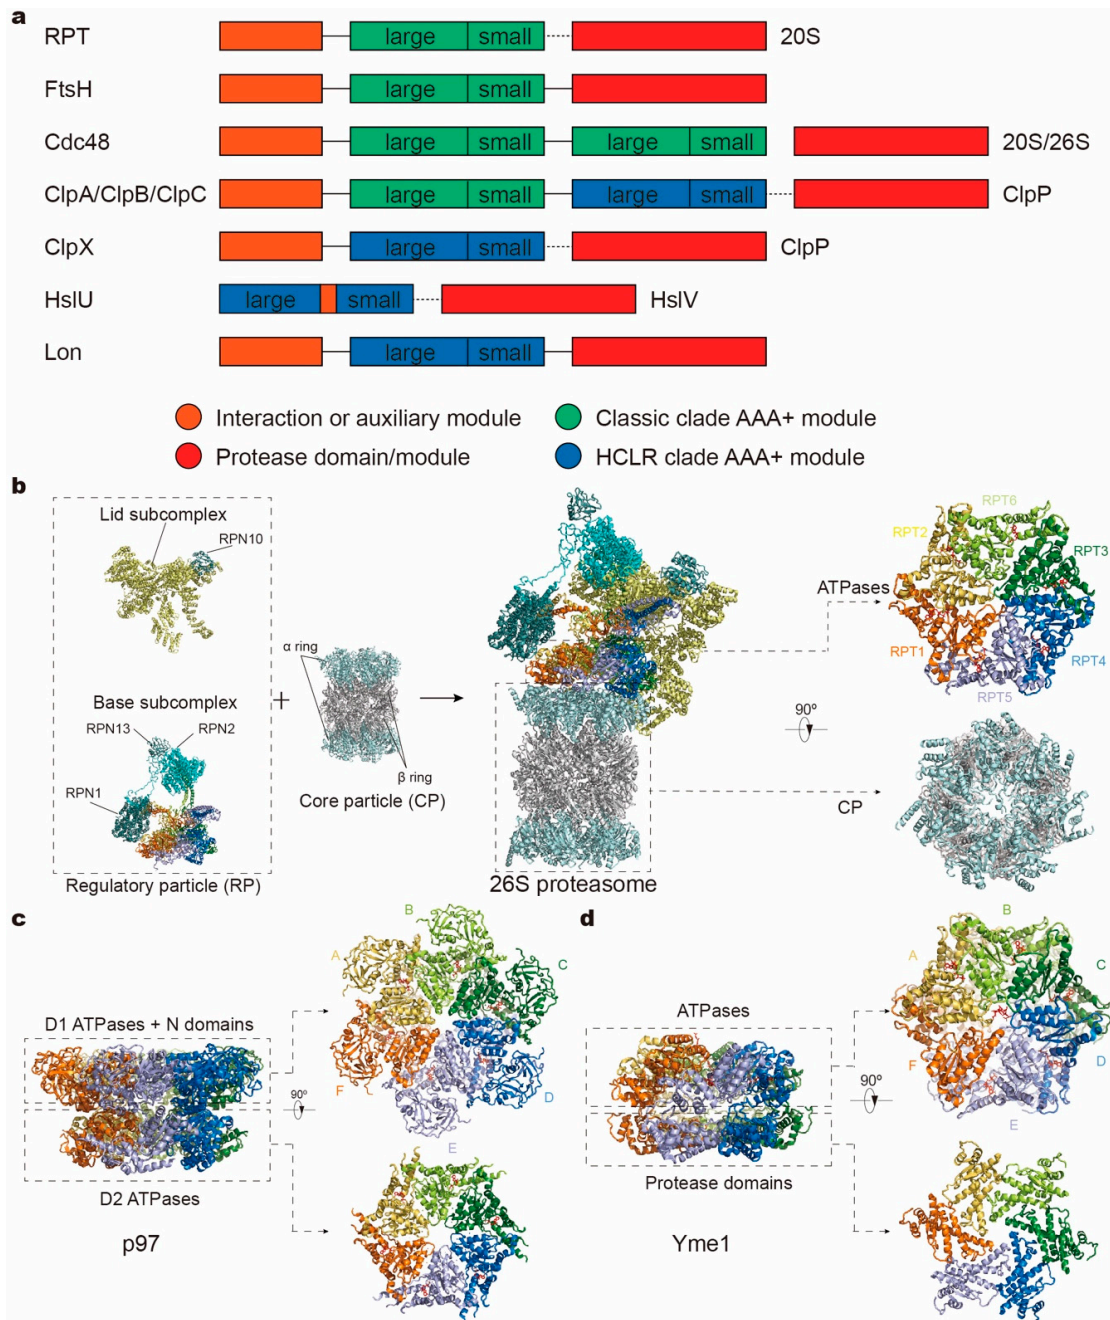 a
RPT large small 20S
FtsH large small
Cdc48 large small large small 20S/26S
ClpA/ClpB/ClpC large small large small ClpP
ClpX large small ClpP
HslU large small HslV
Lon large small
Interaction or auxiliary module Classic clade AAA+ module
Protease domain/module HCLR clade AAA+ module
b
Lid subcomplex
RPN10
Base subcomplex
RPN13 RPN2
RPN1
Regulatory particle (RP)
+
α ring
β ring
Core particle (CP)
26S proteasome
ATPases
90º
CP
RPT6
RPT2
RPT3
RPT1
RPT4
RPT5
c
D1 ATPases + N domains
D2 ATPases
p97
90º
B
A
C
F
D
E
d
ATPases
Protease domains
Yme1
90º
B
A
C
F
D
E